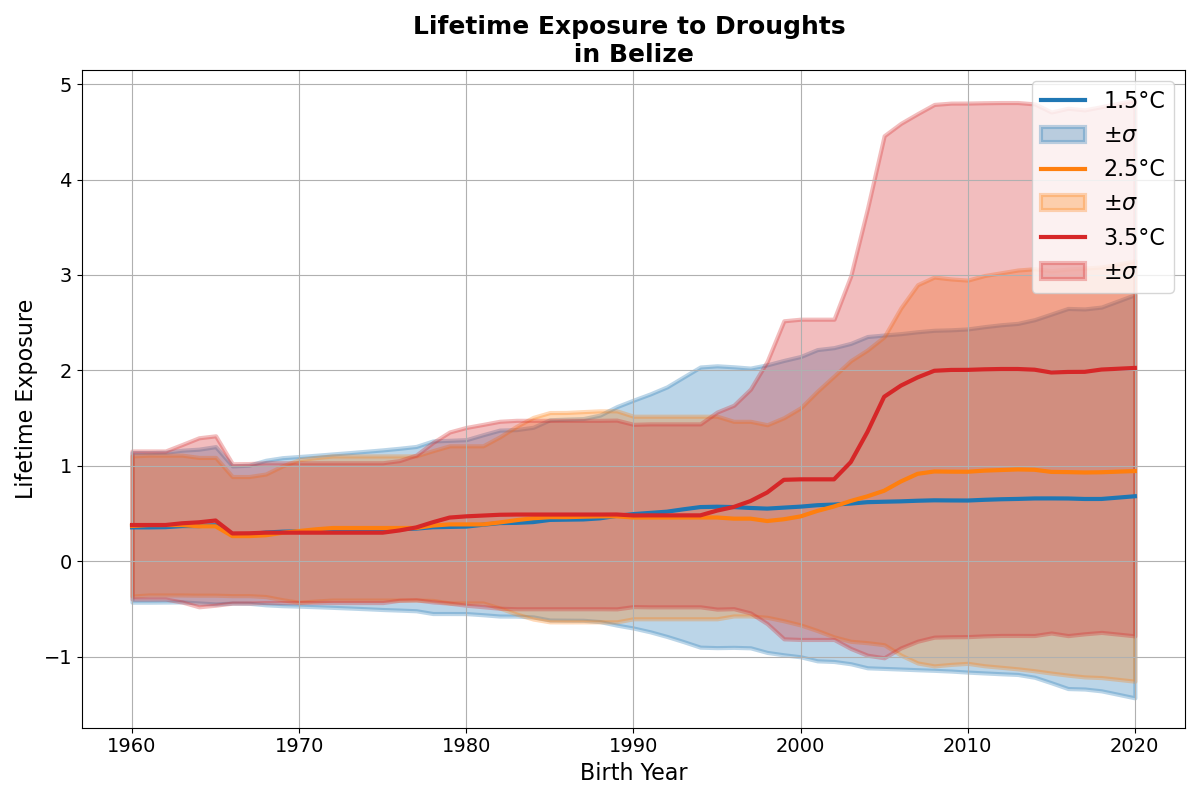 Lifetime Exposure to Droughts
in Belize
5
4
3
2
1
0
−1
Lifetime Exposure
1960
1970
1980
1990
2000
2010
2020
Birth Year
1.5°C
±σ
2.5°C
±σ
3.5°C
±σ